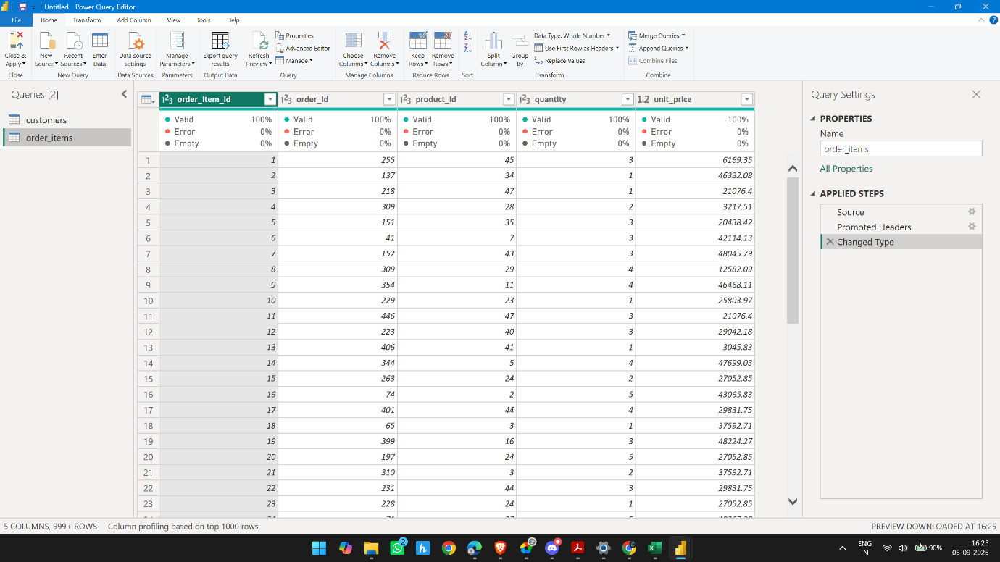 Untitled - Power Query Editor
File Home Transform Add Column View Tools Help
Close & Apply
New Source
Recent Sources
Enter Data
Data source settings
Manage Parameters
Export query results
Refresh Preview
Properties
Advanced Editor
Manage
Choose Columns
Remove Columns
Keep Rows
Remove Rows
Split Column
Group By
Data Type: Whole Number
Use First Row as Headers
Replace Values
Merge Queries
Append Queries
Combine Files
Close New Query Data Sources Parameters Output Data Query Manage Columns Reduce Rows Sort Transform Combine
Queries [2]
customers
order_items
123 order_item_id 123 order_id 123 product_id 123 quantity 1.2 unit_price
Valid 100% Valid 100% Valid 100% Valid 100% Valid 100%
Error 0% Error 0% Error 0% Error 0% Error 0%
Empty 0% Empty 0% Empty 0% Empty 0% Empty 0%
1 1 255 45 3 6169.35
2 2 137 34 1 46332.08
3 3 218 47 1 21076.4
4 4 309 28 2 3217.51
5 5 151 35 3 20438.42
6 6 41 7 3 42114.13
7 7 152 43 3 48045.79
8 8 309 29 4 12582.09
9 9 354 11 4 46468.11
10 10 229 23 1 25803.97
11 11 446 47 3 21076.4
12 12 223 40 3 29042.18
13 13 406 41 1 3045.83
14 14 344 5 4 47699.03
15 15 263 24 2 27052.85
16 16 74 2 5 43065.83
17 17 401 44 4 29831.75
18 18 65 3 1 37592.71
19 19 399 16 3 48224.27
20 20 197 24 5 27052.85
21 21 310 3 2 37592.71
22 22 231 44 3 29831.75
23 23 228 24 1 27052.85
Query Settings
PROPERTIES
Name
order_items
All Properties
APPLIED STEPS
Source
Promoted Headers
Changed Type
5 COLUMNS, 999+ ROWS Column profiling based on top 1000 rows
PREVIEW DOWNLOADED AT 16:25
2
ENG
IN
90%
16:25
06-09-2026